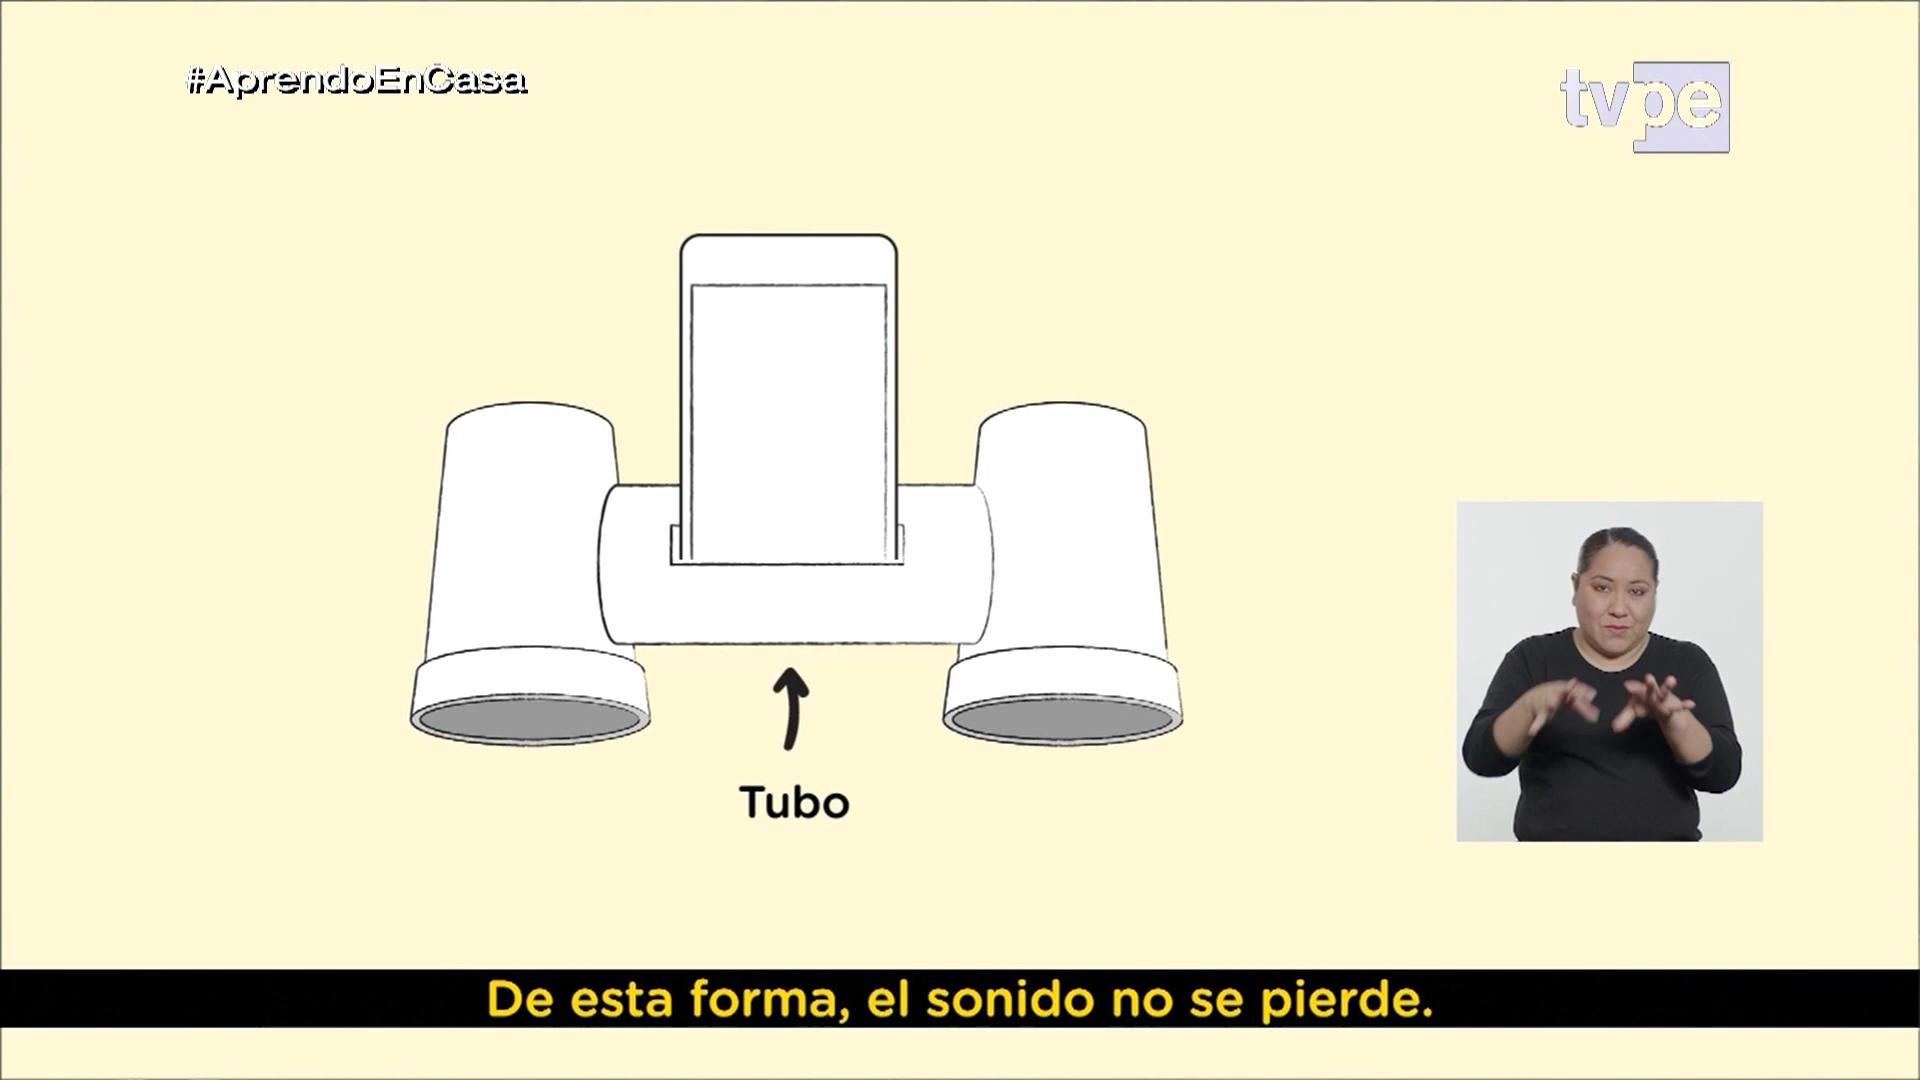 #AprendoEnCasa
tvpe
Tubo
De esta forma, el sonido no se pierde.